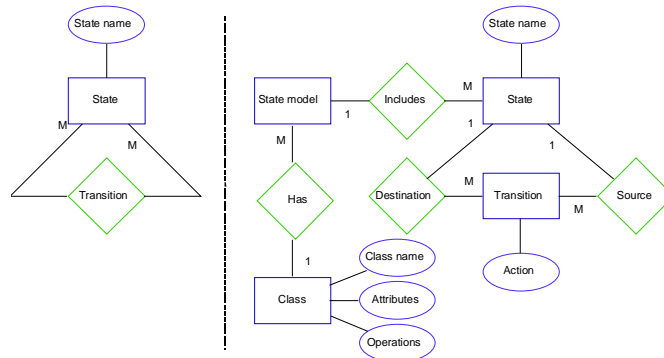 State name
State
M
M
Transition
State name
State model
1
Includes
M
State
M
1
1
Has
Destination
M
Transition
M
Source
1
Class name
Action
Class
Attributes
Operations